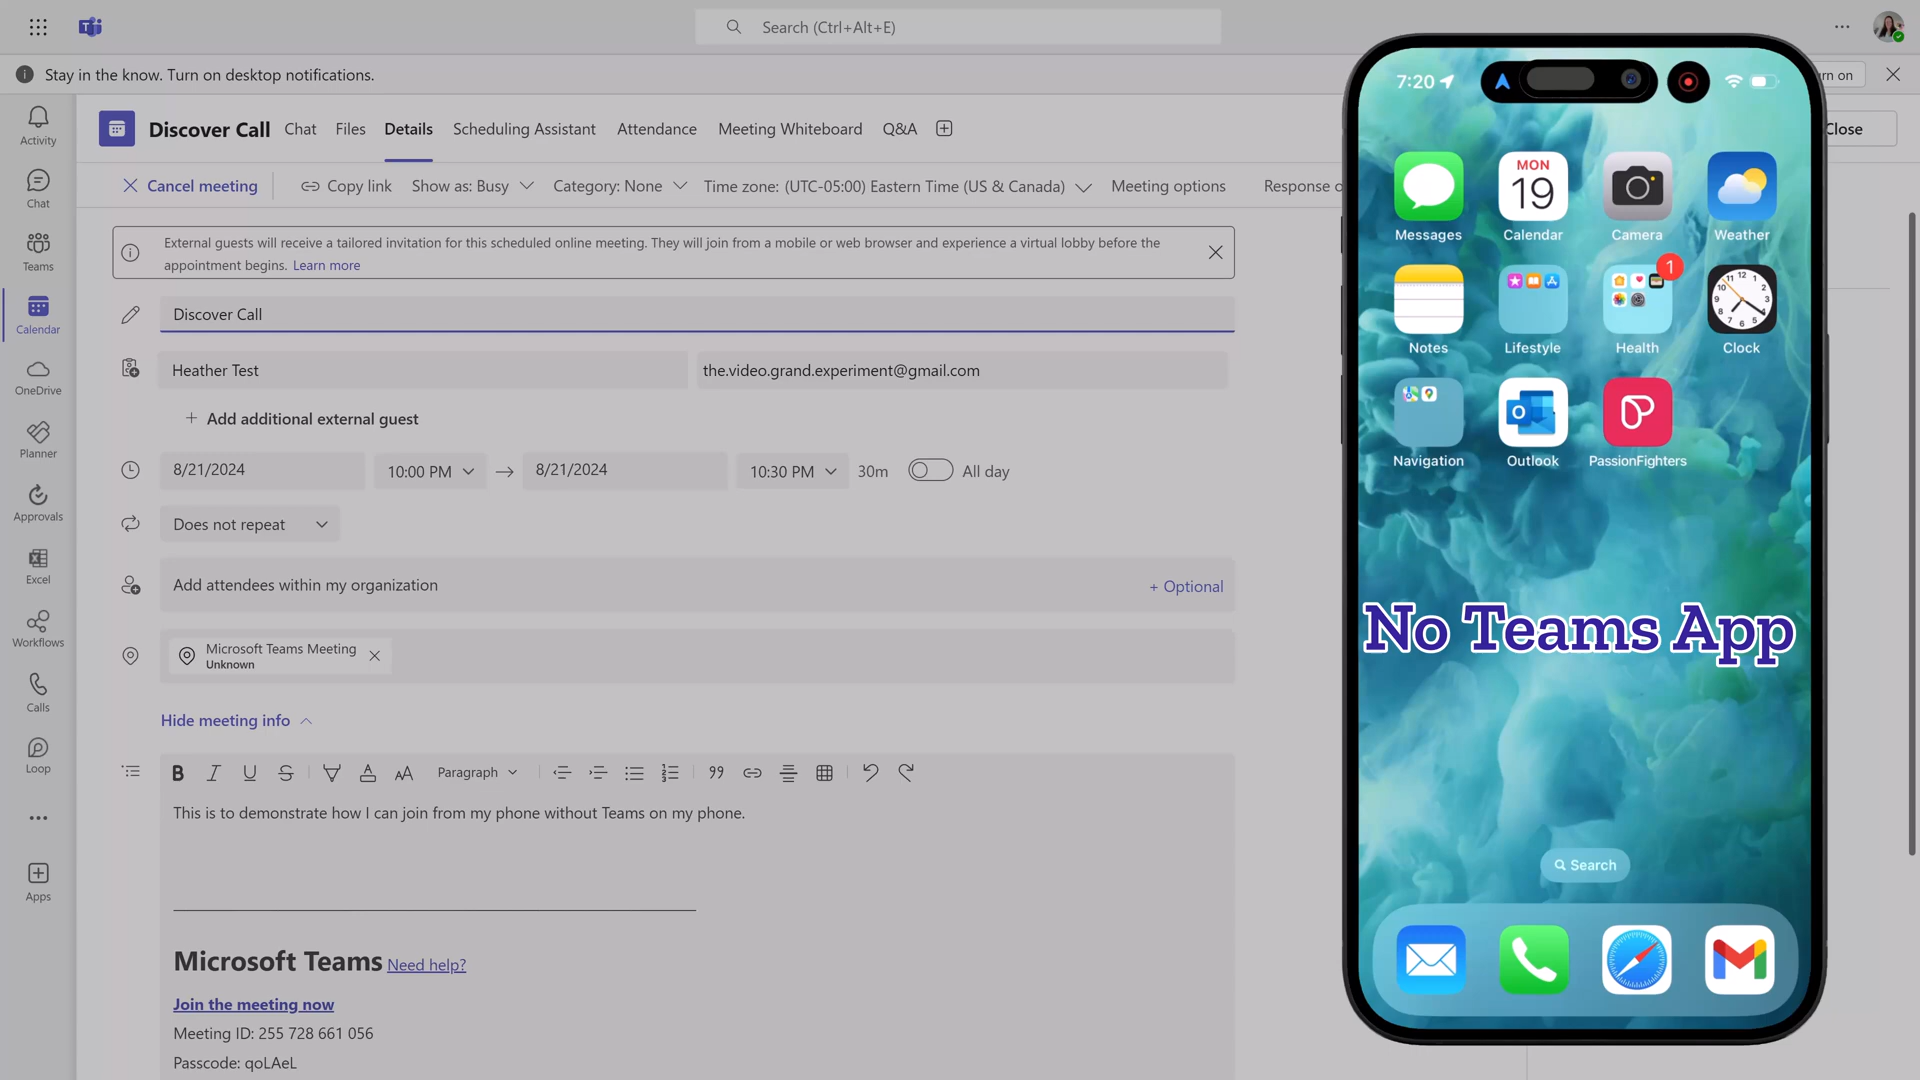 Search (Ctrl+Alt+E)
Stay in the know. Turn on desktop notifications.
rn on
Activity
Chat
Teams
Calendar
OneDrive
Planner
Approvals
Excel
Workflows
Calls
Loop
Apps
Discover Call
Chat
Files
Details
Scheduling Assistant
Attendance
Meeting Whiteboard
Q&A
Close
Cancel meeting
Copy link
Show as: Busy
Category: None
Time zone: (UTC-05:00) Eastern Time (US & Canada)
Meeting options
Response o
External guests will receive a tailored invitation for this scheduled online meeting. They will join from a mobile or web browser and experience a virtual lobby before the
appointment begins. Learn more
Discover Call
Heather Test
the.video.grand.experiment@gmail.com
+ Add additional external guest
8/21/2024
10:00 PM
8/21/2024
10:30 PM
30m
All day
Does not repeat
Add attendees within my organization
+ Optional
Microsoft Teams Meeting
Unknown
Hide meeting info
Paragraph
This is to demonstrate how I can join from my phone without Teams on my phone.
Microsoft Teams Need help?
Join the meeting now
Meeting ID: 255 728 661 056
Passcode: qoLAeL
7:20
MON
19
Messages
Calendar
Camera
Weather
1
Notes
Lifestyle
Health
Clock
Navigation
Outlook
PassionFighters
No Teams App
Search